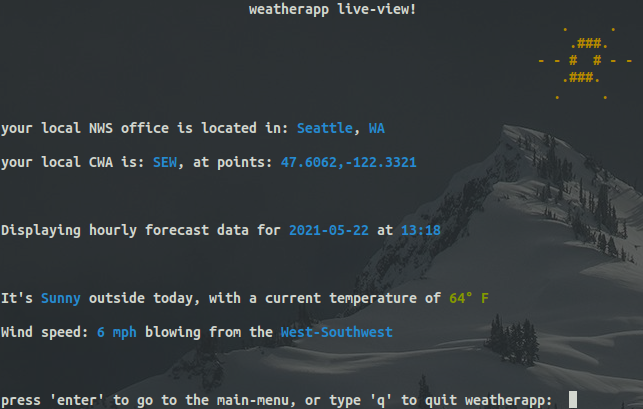 weatherapp live-view!
.     .
.###.
- - #  # - -
.###.
.     .
your local NWS office is located in: Seattle, WA
your local CWA is: SEW, at points: 47.6062,-122.3321
Displaying hourly forecast data for 2021-05-22 at 13:18
It's Sunny outside today, with a current temperature of 64° F
Wind speed: 6 mph blowing from the West-Southwest
press 'enter' to go to the main-menu, or type 'q' to quit weatherapp: